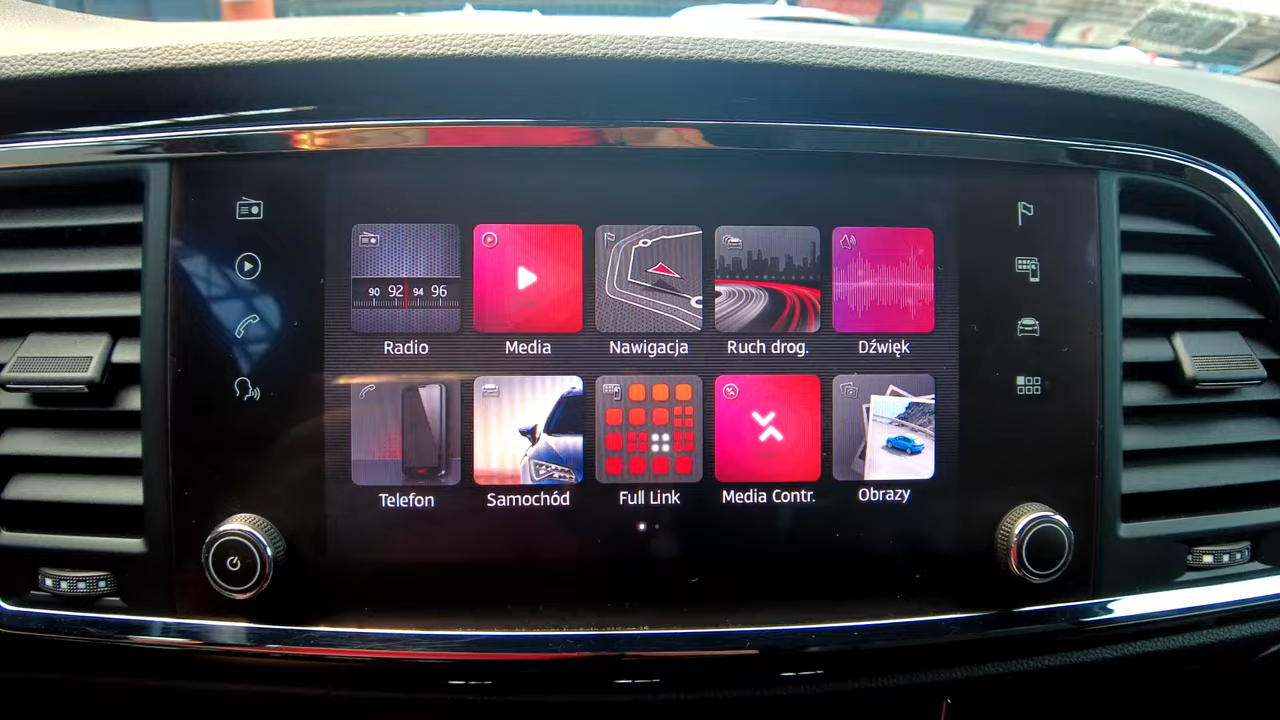 90 92 94 96
Radio
Media
Nawigacja
Ruch drog.
Dźwięk
Telefon
Samochód
Full Link
Media Contr.
Obrazy